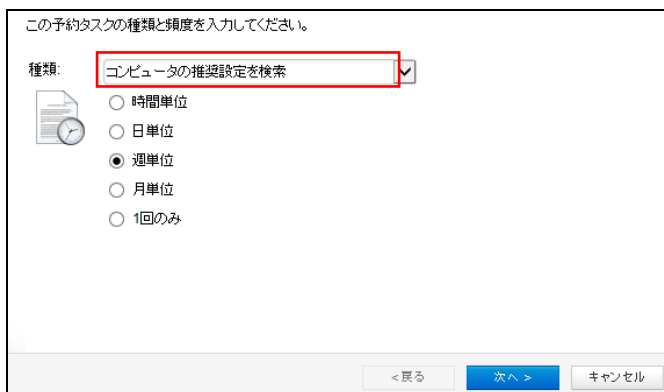 この予約タスクの種類と頻度を入力してください。
種類: コンピュータの推奨設定を検索
時間単位
日単位
週単位
月単位
1回のみ
<戻る 次へ > キャンセル